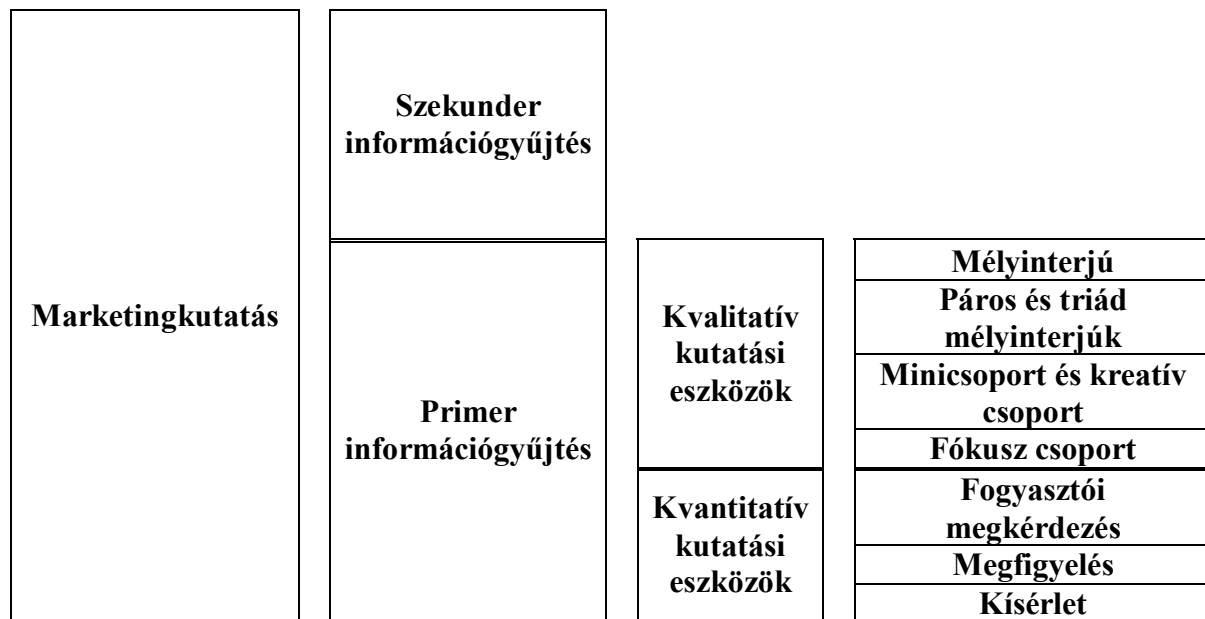 Marketingkutatás
Szekunder
információgyűjtés
Primer
információgyűjtés
Kvalitatív
kutatási
eszközök
Kvantitatív
kutatási
eszközök
Mélyinterjú
Páros és triád
mélyinterjúk
Minicsoport és kreatív
csoport
Fókusz csoport
Fogyasztói
megkérdezés
Megfigyelés
Kísérlet